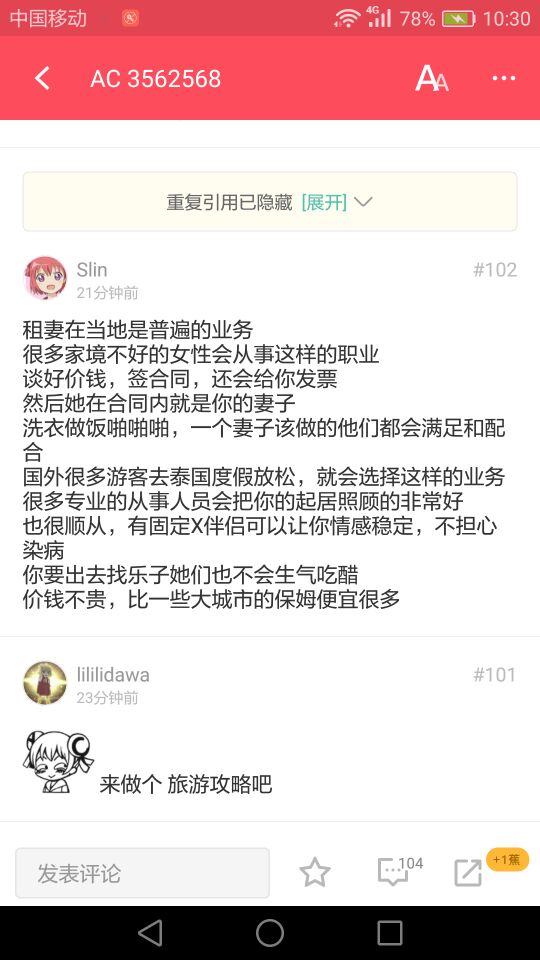 中国移动
4G
78%
10:30
AC 3562568
AA
重复引用已隐藏 [展开]
Slin
#102
21分钟前
租妻在当地是普遍的业务
很多家境不好的女性会从事这样的职业
谈好价钱，签合同，还会给你发票
然后她在合同内就是你的妻子
洗衣做饭啪啪啪，一个妻子该做的他们都会满足和配
合
国外很多游客去泰国度假放松，就会选择这样的业务
很多专业的从事人员会把你的起居照顾的非常好
也很顺从，有固定X伴侣可以让你情感稳定，不担心
染病
你要出去找乐子她们也不会生气吃醋
价钱不贵，比一些大城市的保姆便宜很多
lililidawa
#101
23分钟前
来做个 旅游攻略吧
发表评论
104
+1蕉